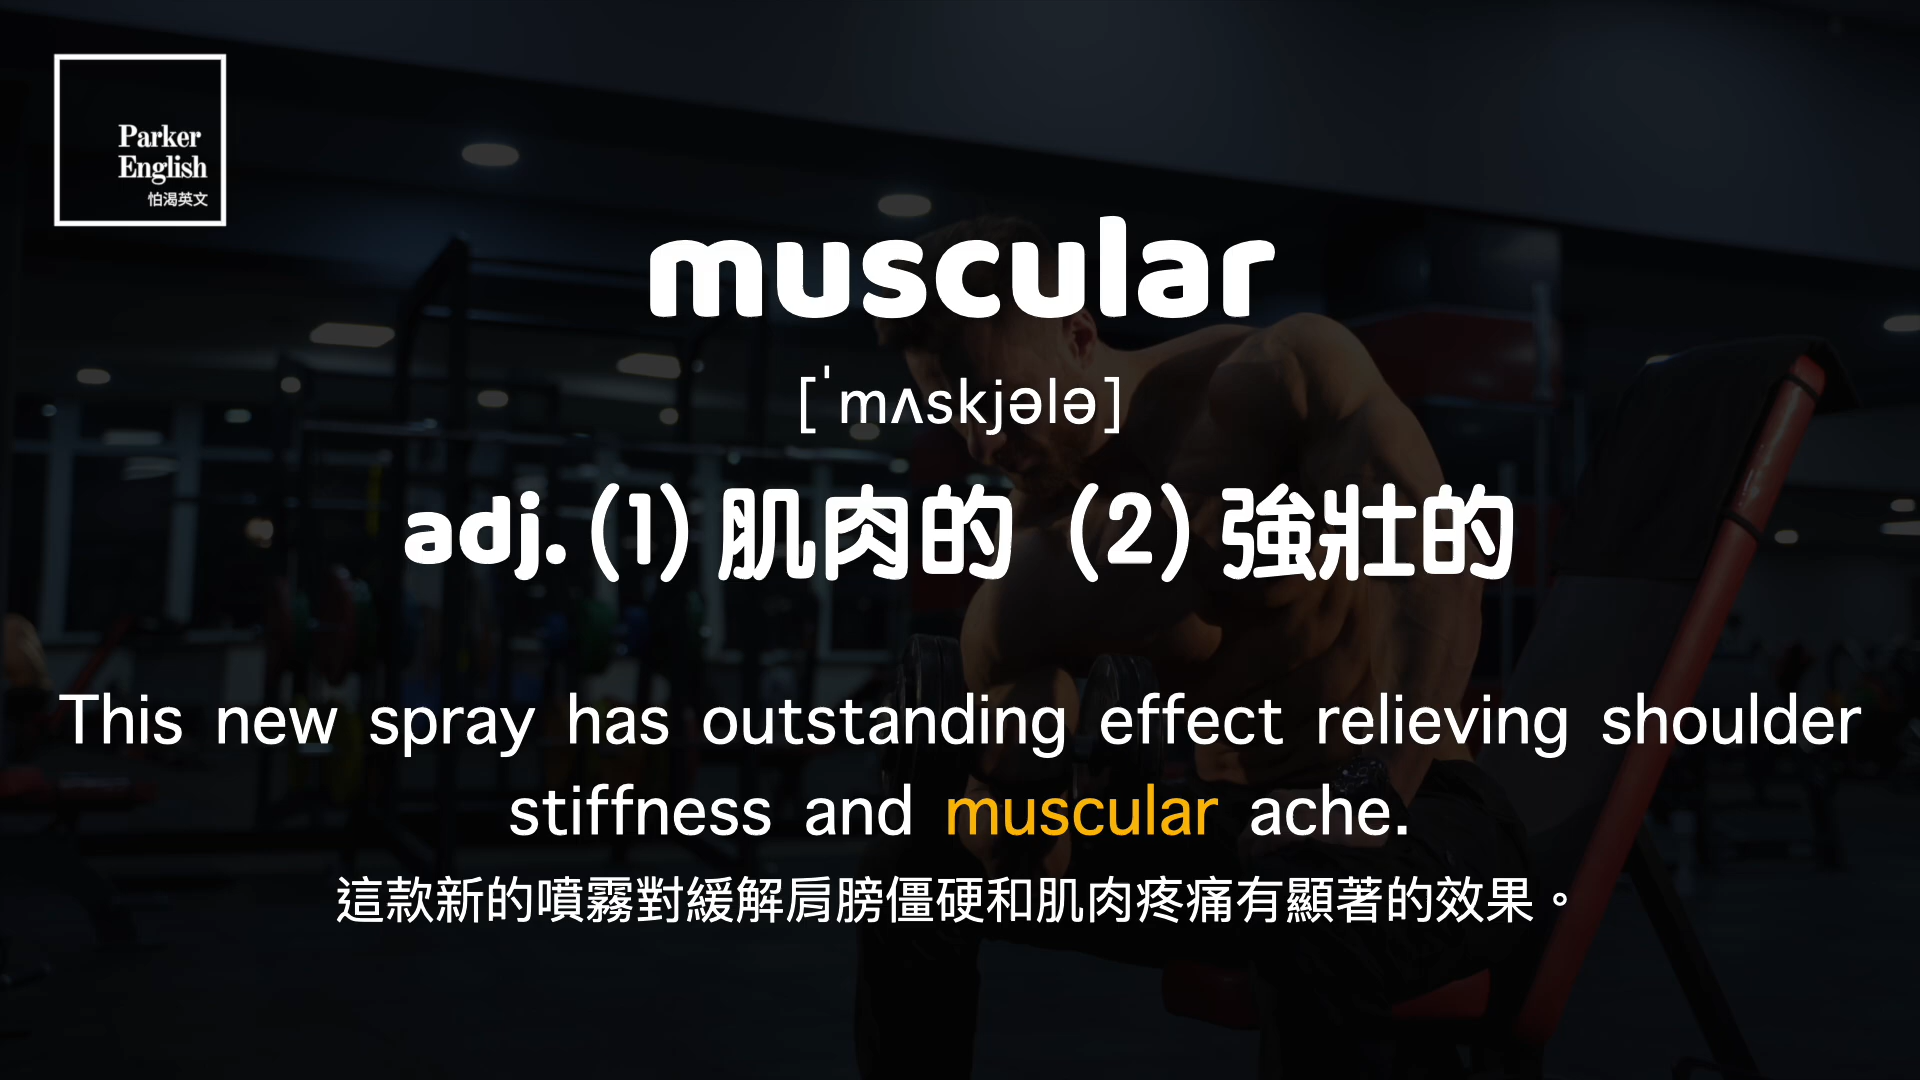 Parker
English
怕渴英文
muscular
[ˈmʌskjələ]
adj. (1) 肌肉的 (2) 強壯的
This new spray has outstanding effect relieving shoulder
stiffness and muscular ache.
這款新的噴霧對緩解肩膀僵硬和肌肉疼痛有顯著的效果。